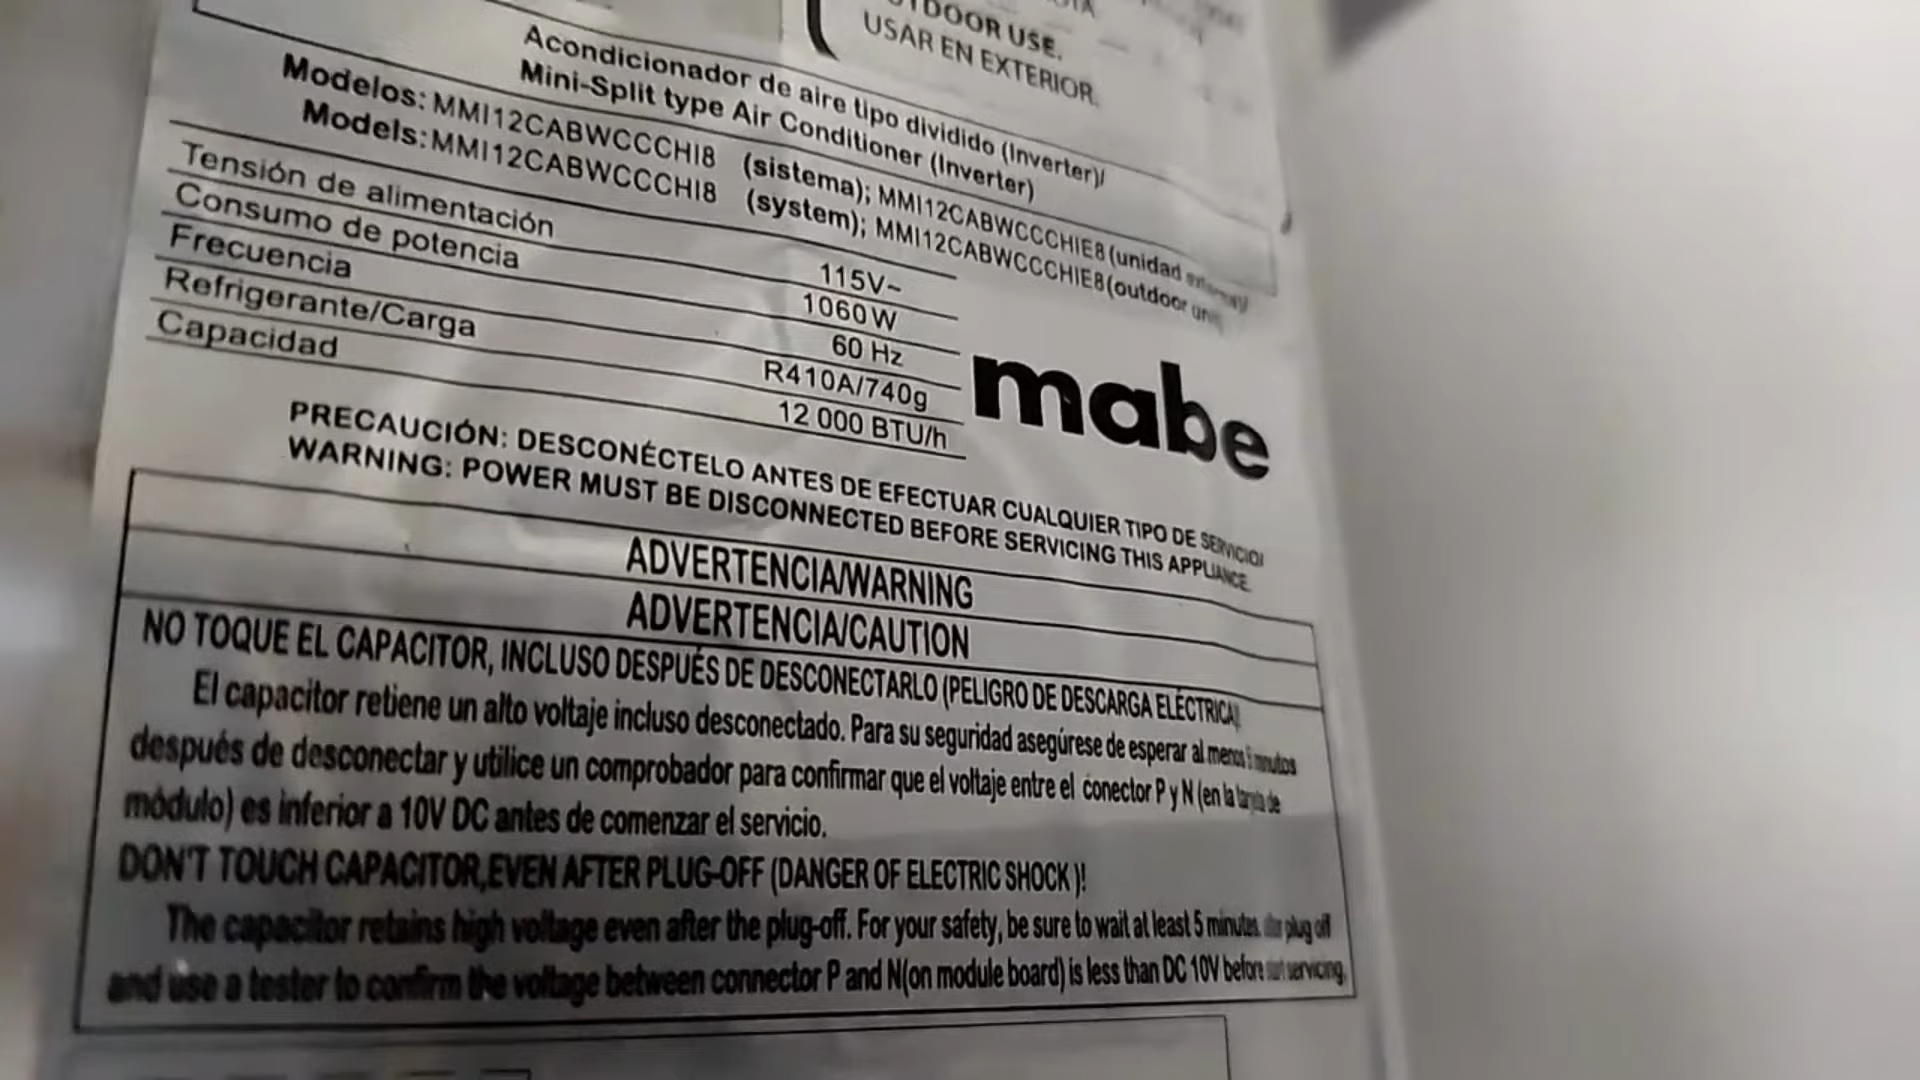 OUTDOOR USE.
USAR EN EXTERIOR.
Acondicionador de aire tipo dividido (Inverter)/
Mini-Split type Air Conditioner (Inverter)
Modelos: MMI12CABWCCCHI8 (sistema); MMI12CABWCCCHIE8 (unidad externa)/
Models: MMI12CABWCCCHI8 (system); MMI12CABWCCCHIE8 (outdoor unit)
Tensión de alimentación 115V~
Consumo de potencia 1060 W
Frecuencia 60 Hz
Refrigerante/Carga R410A/740g
Capacidad 12 000 BTU/h
mabe
PRECAUCIÓN: DESCONÉCTELO ANTES DE EFECTUAR CUALQUIER TIPO DE SERVICIO/
WARNING: POWER MUST BE DISCONNECTED BEFORE SERVICING THIS APPLIANCE.
ADVERTENCIA/WARNING
ADVERTENCIA/CAUTION
NO TOQUE EL CAPACITOR, INCLUSO DESPUÉS DE DESCONECTARLO (PELIGRO DE DESCARGA ELÉCTRICA)!
El capacitor retiene un alto voltaje incluso desconectado. Para su seguridad asegúrese de esperar al menos 5 minutos
después de desconectar y utilice un comprobador para confirmar que el voltaje entre el conector P y N (en la tarjeta de
módulo) es inferior a 10V DC antes de comenzar el servicio.
DON'T TOUCH CAPACITOR,EVEN AFTER PLUG-OFF (DANGER OF ELECTRIC SHOCK )!
The capacitor retains high voltage even after the plug-off. For your safety, be sure to wait at least 5 minutes after plug off
and use a tester to confirm the voltage between connector P and N(on module board) is less than DC 10V before start servicing.